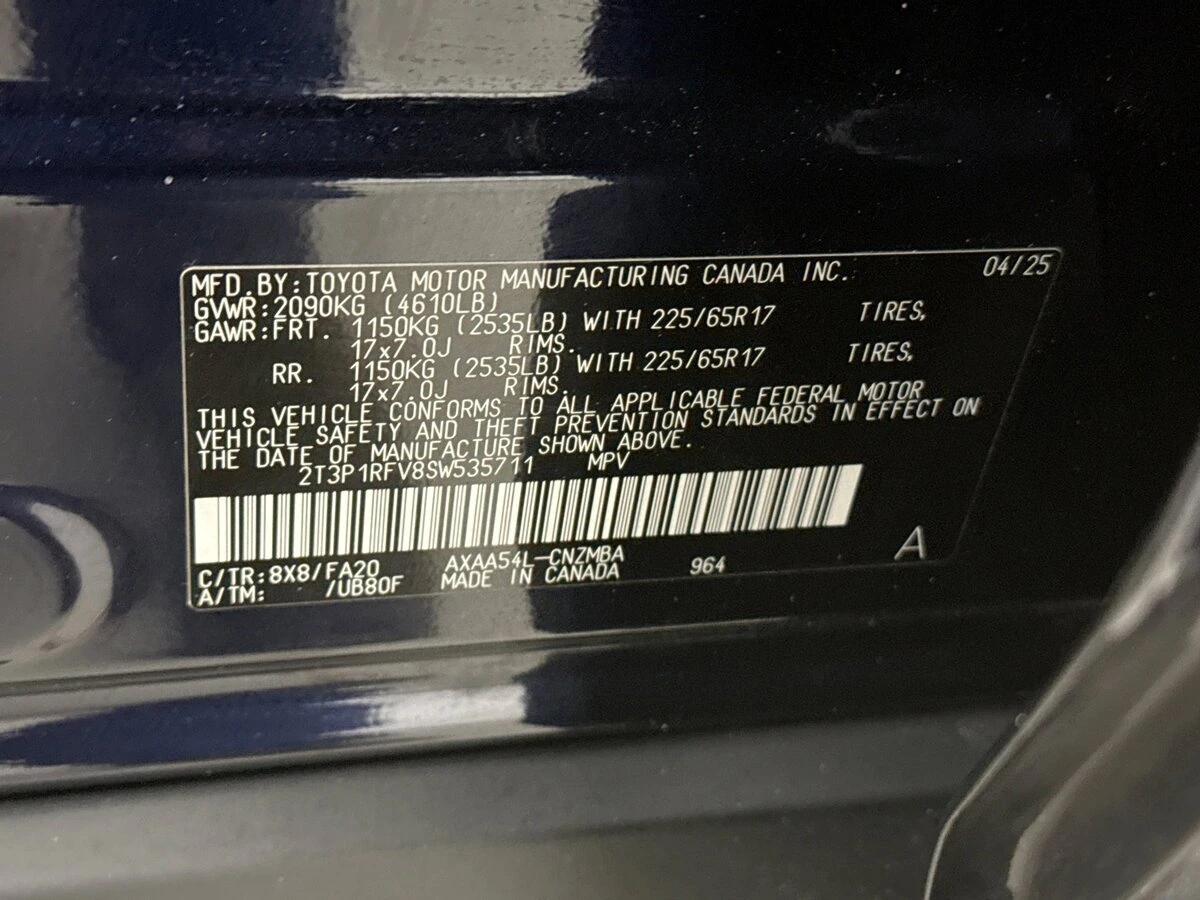 MFD.BY:TOYOTA MOTOR MANUFACTURING CANADA INC. 04/25
GVWR:2090KG (4610LB)
GAWR:FRT. 1150KG (2535LB) WITH 225/65R17 TIRES,
17x7.0J RIMS.
RR. 1150KG (2535LB) WITH 225/65R17 TIRES,
17x7.0J RIMS.
THIS VEHICLE CONFORMS TO ALL APPLICABLE FEDERAL MOTOR
VEHICLE SAFETY AND THEFT PREVENTION STANDARDS IN EFFECT ON
THE DATE OF MANUFACTURE SHOWN ABOVE.
2T3P1RFV8SW535711 MPV
C/TR:8X8/FA20 AXAA54L-CNZMBA 964 A
A/TM: /UB80F MADE IN CANADA